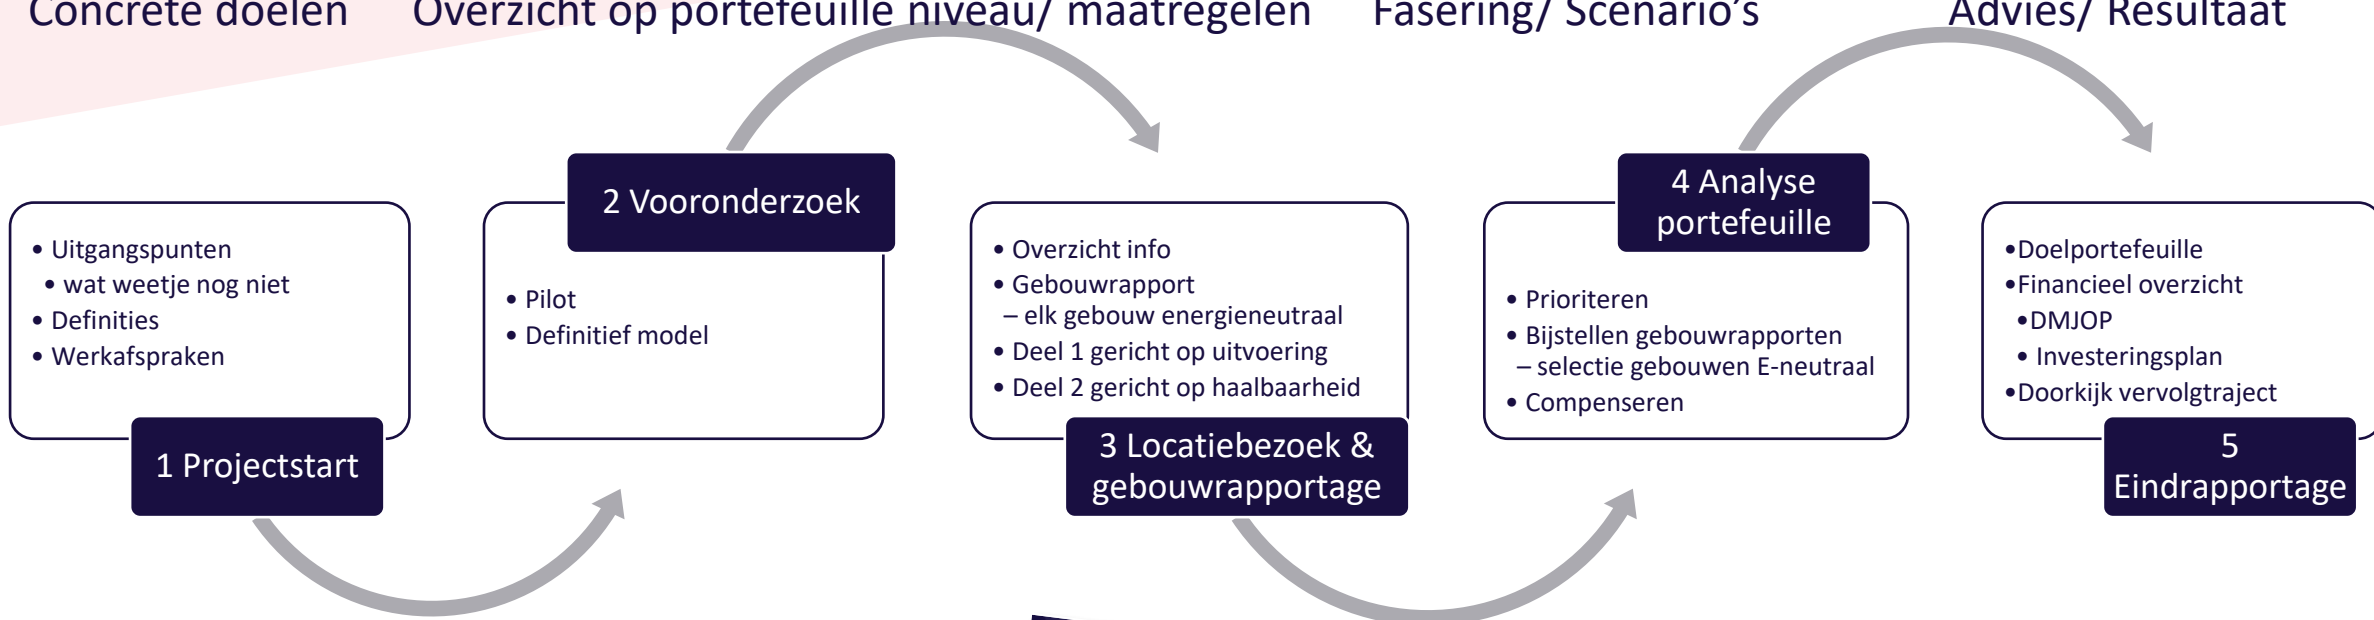 Concrete doelen
Overzicht op portefeuille niveau/ maatregelen
Fasering/ Scenario's
Advies/ Resultaat
• Uitgangspunten
• wat weetje nog niet
• Definities
• Werkafspraken
1 Projectstart
2 Vooronderzoek
• Pilot
• Definitief model
• Overzicht info
• Gebouwrapport
– elk gebouw energieneutraal
• Deel 1 gericht op uitvoering
• Deel 2 gericht op haalbaarheid
3 Locatiebezoek &
gebouwrapportage
4 Analyse
portefeuille
• Prioriteren
• Bijstellen gebouwrapporten
– selectie gebouwen E-neutraal
• Compenseren
•Doelportefeuille
•Financieel overzicht
•DMJOP
• Investeringsplan
•Doorkijk vervolgtraject
5
Eindrapportage